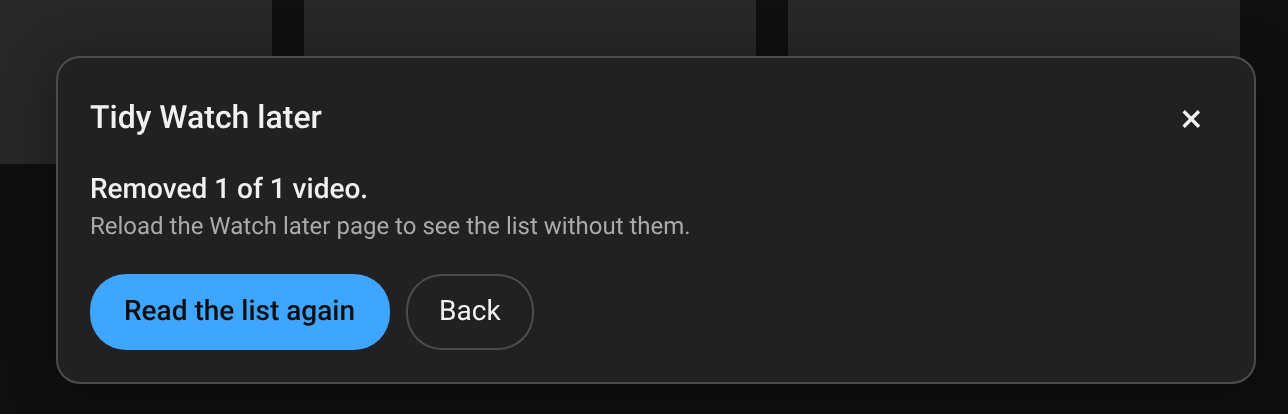 Tidy Watch later
Removed 1 of 1 video.
Reload the Watch later page to see the list without them.
Read the list again
Back